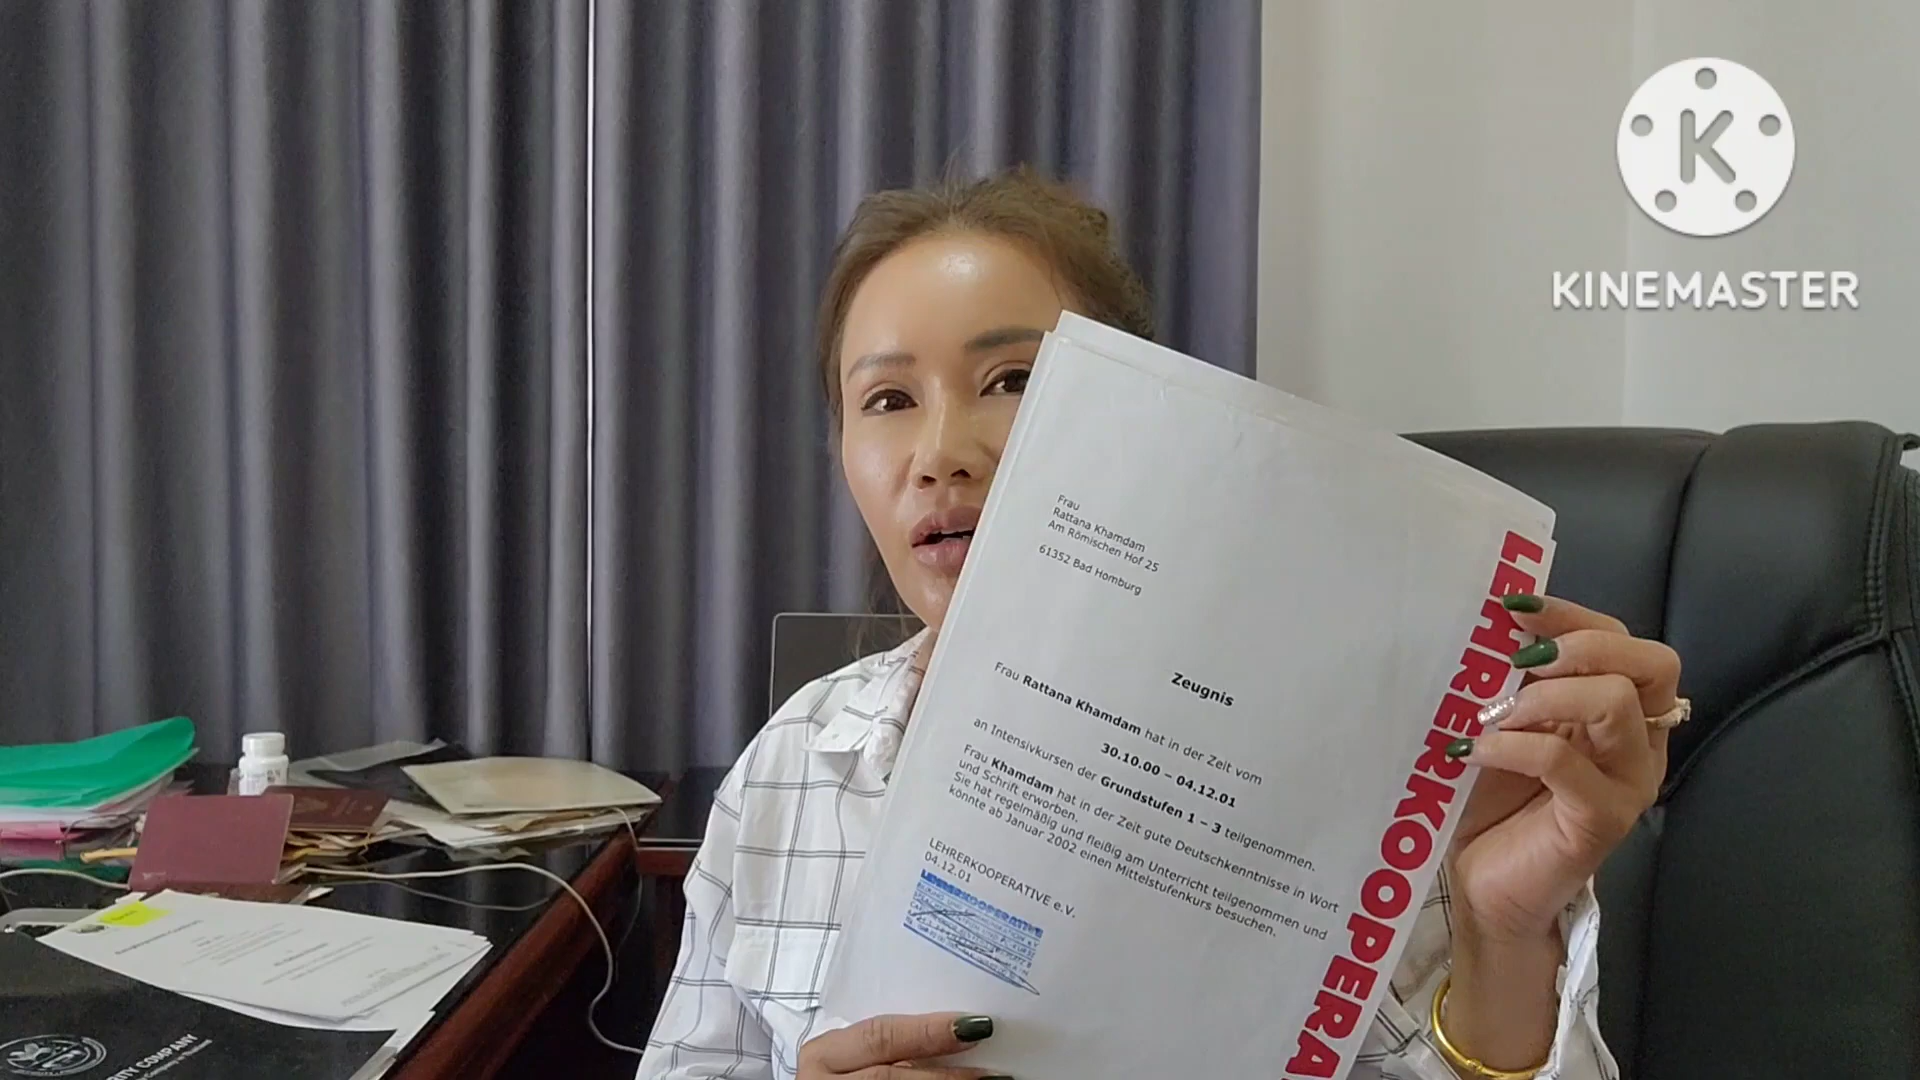 KINEMASTER
Frau
Rattana Khamdam
Am Römischen Hof 25
61352 Bad Homburg
Zeugnis
Frau Rattana Khamdam hat in der Zeit vom
30.10.00 – 04.12.01
an Intensivkursen der Grundstufen 1 – 3 teilgenommen.
Frau Khamdam hat in der Zeit gute Deutschkenntnisse in Wort
und Schrift erworben.
Sie hat regelmäßig und fleißig am Unterricht teilgenommen und
könnte ab Januar 2002 einen Mittelstufenkurs besuchen.
LEHRERKOOPERATIVE e.V.
04.12.01
LEHRERKOOPERATIVE
LEHRERKOOPERA
COMPANY